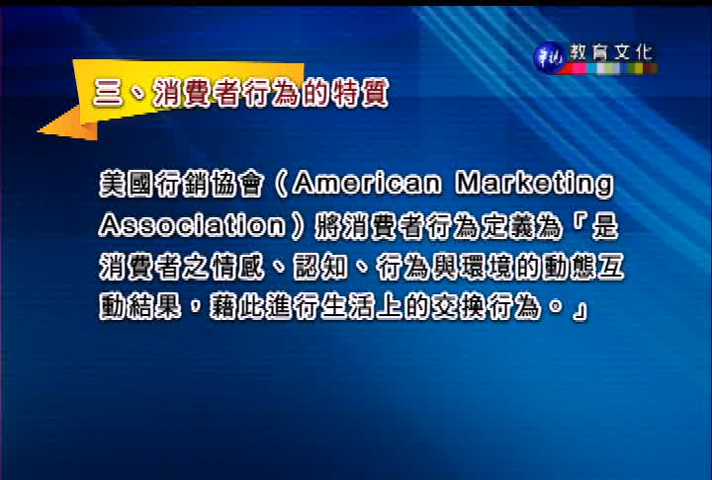 華視 教育文化
三、消費者行為的特質
美國行銷協會（American Marketing
Association）將消費者行為定義為「是
消費者之情感、認知、行為與環境的動態互
動結果，藉此進行生活上的交換行為。」